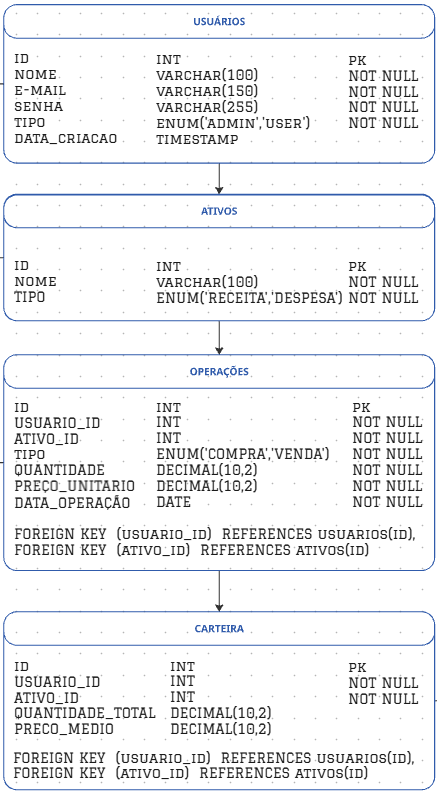 USUÁRIOS
ID INT PK
NOME VARCHAR(100) NOT NULL
E-MAIL VARCHAR(150) NOT NULL
SENHA VARCHAR(255) NOT NULL
TIPO ENUM('ADMIN','USER') NOT NULL
DATA_CRIACAO TIMESTAMP
ATIVOS
ID INT PK
NOME VARCHAR(100) NOT NULL
TIPO ENUM('RECEITA','DESPESA') NOT NULL
OPERAÇÕES
ID INT PK
USUARIO_ID INT NOT NULL
ATIVO_ID INT NOT NULL
TIPO ENUM('COMPRA','VENDA') NOT NULL
QUANTIDADE DECIMAL(10,2) NOT NULL
PREÇO_UNITARIO DECIMAL(10,2) NOT NULL
DATA_OPERAÇÃO DATE NOT NULL
FOREIGN KEY (USUARIO_ID) REFERENCES USUARIOS(ID),
FOREIGN KEY (ATIVO_ID) REFERENCES ATIVOS(ID)
CARTEIRA
ID INT PK
USUARIO_ID INT NOT NULL
ATIVO_ID INT NOT NULL
QUANTIDADE_TOTAL DECIMAL(10,2)
PRECO_MEDIO DECIMAL(10,2)
FOREIGN KEY (USUARIO_ID) REFERENCES USUARIOS(ID),
FOREIGN KEY (ATIVO_ID) REFERENCES ATIVOS(ID)